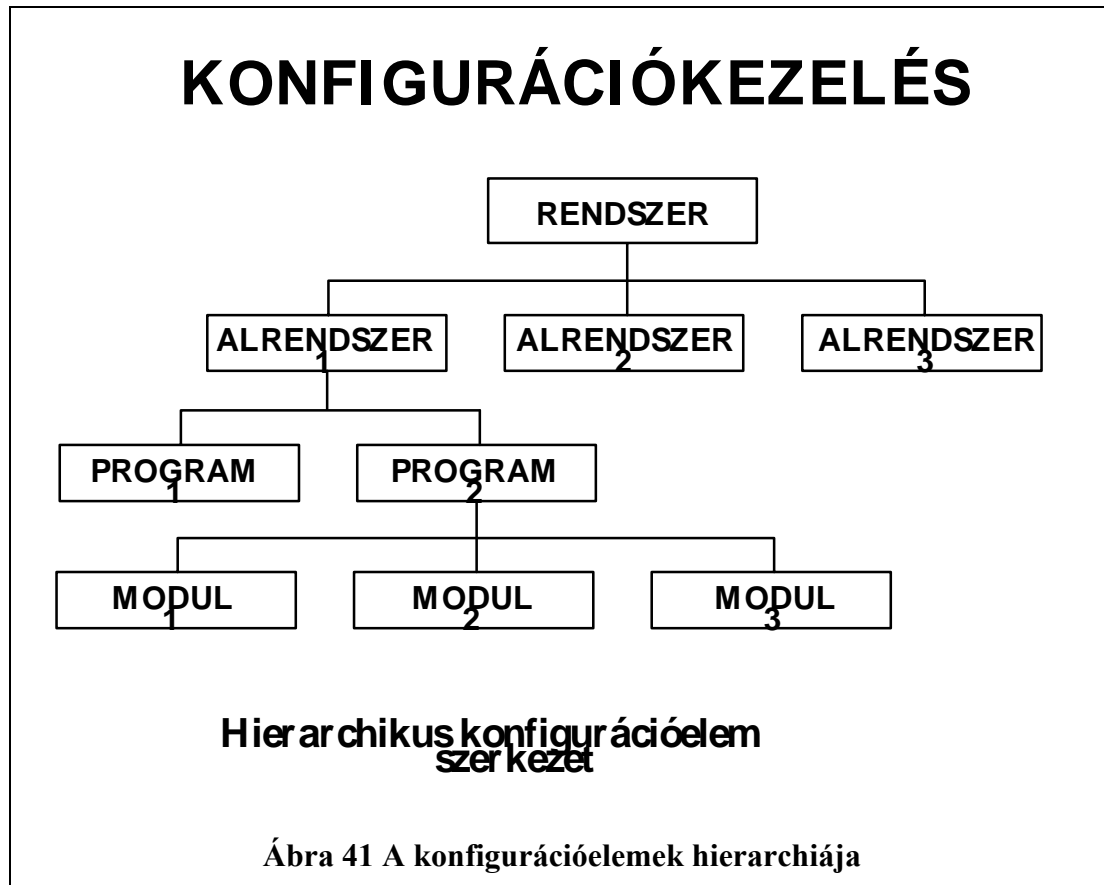 KONFIGURÁCIÓKEZELÉS
RENDSZER
ALRENDSZER
1
ALRENDSZER
2
ALRENDSZER
3
PROGRAM
1
PROGRAM
2
MODUL
1
MODUL
2
MODUL
3
Hierarchikus konfigurációelem
szerkezet
Ábra 41 A konfigurációelemek hierarchiája